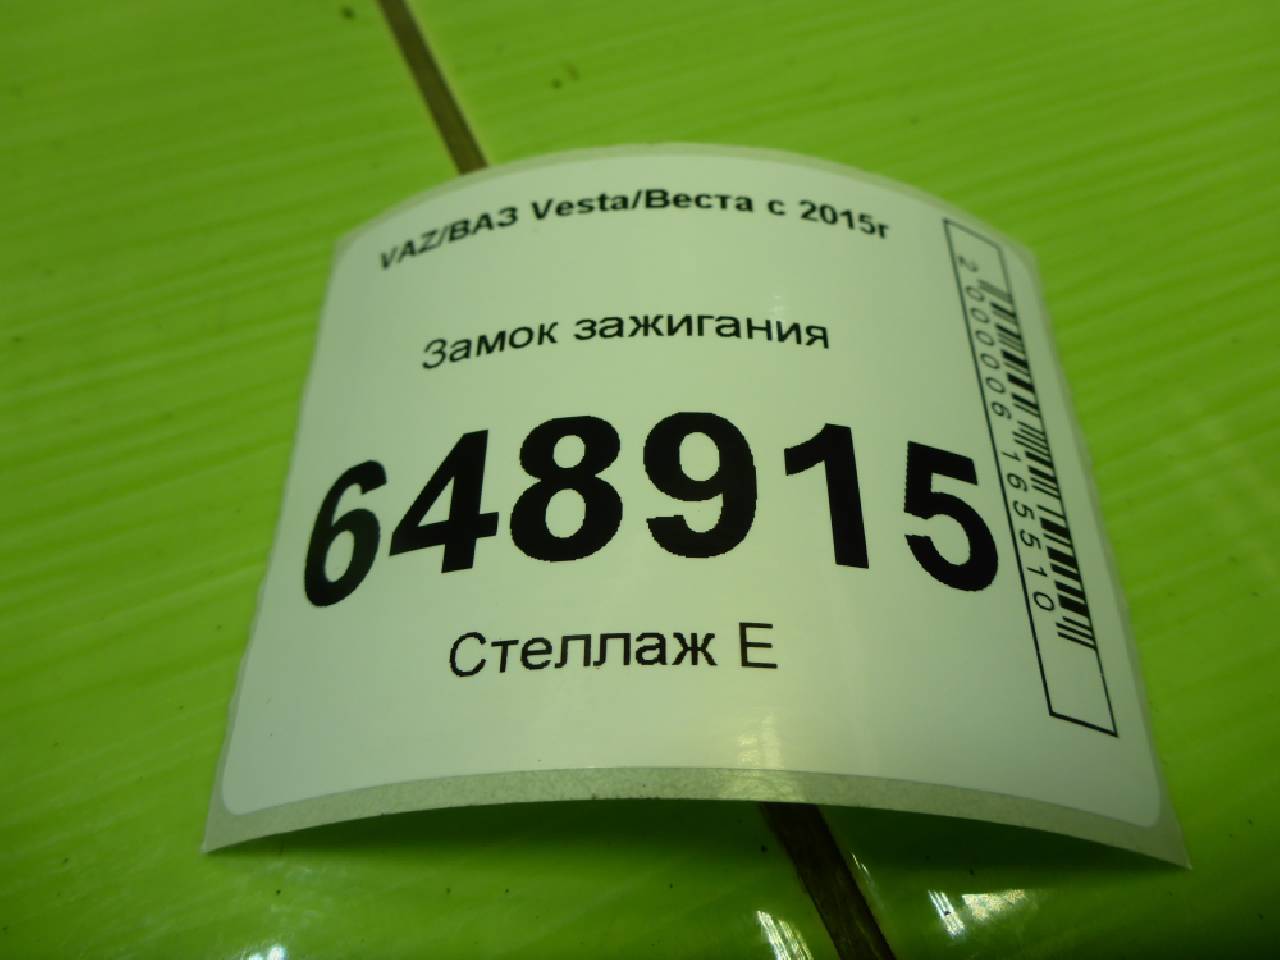 VAZ/ВАЗ Vesta/Веста с 2015г
Замок зажигания
648915
Стеллаж Е
2000006165510